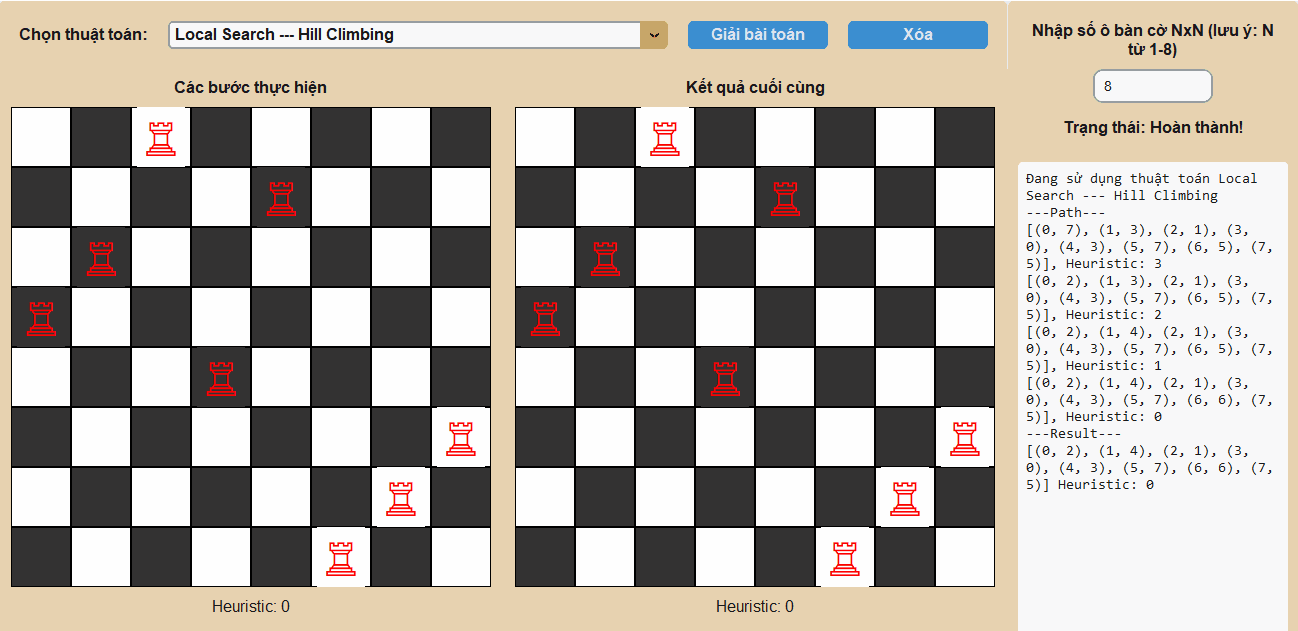 Chọn thuật toán:
Local Search --- Hill Climbing
Giải bài toán
Xóa
Nhập số ô bàn cờ NxN (lưu ý: N
từ 1-8)
8
Trạng thái: Hoàn thành!
Các bước thực hiện
Kết quả cuối cùng
Heuristic: 0
Heuristic: 0
Đang sử dụng thuật toán Local
Search --- Hill Climbing
---Path---
[(0, 7), (1, 3), (2, 1), (3,
0), (4, 3), (5, 7), (6, 5), (7,
5)], Heuristic: 3
[(0, 2), (1, 3), (2, 1), (3,
0), (4, 3), (5, 7), (6, 5), (7,
5)], Heuristic: 2
[(0, 2), (1, 4), (2, 1), (3,
0), (4, 3), (5, 7), (6, 5), (7,
5)], Heuristic: 1
[(0, 2), (1, 4), (2, 1), (3,
0), (4, 3), (5, 7), (6, 6), (7,
5)], Heuristic: 0
---Result---
[(0, 2), (1, 4), (2, 1), (3,
0), (4, 3), (5, 7), (6, 6), (7,
5)] Heuristic: 0